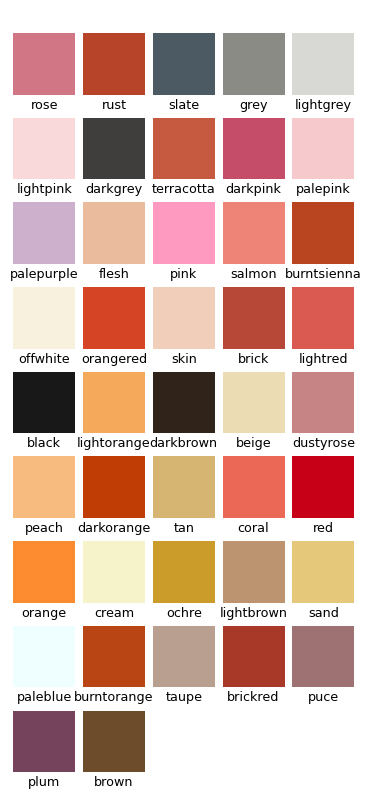 rose rust slate grey lightgrey
lightpink darkgrey terracotta darkpink palepink
palepurple flesh pink salmon burntsienna
offwhite orangered skin brick lightred
black lightorange darkbrown beige dustyrose
peach darkorange tan coral red
orange cream ochre lightbrown sand
paleblue burntorange taupe brickred puce
plum brown